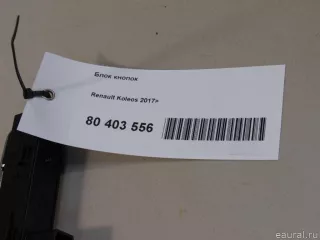 Блок кнопок
Renault Koleos 2017>
80 403 556
eaural.ru